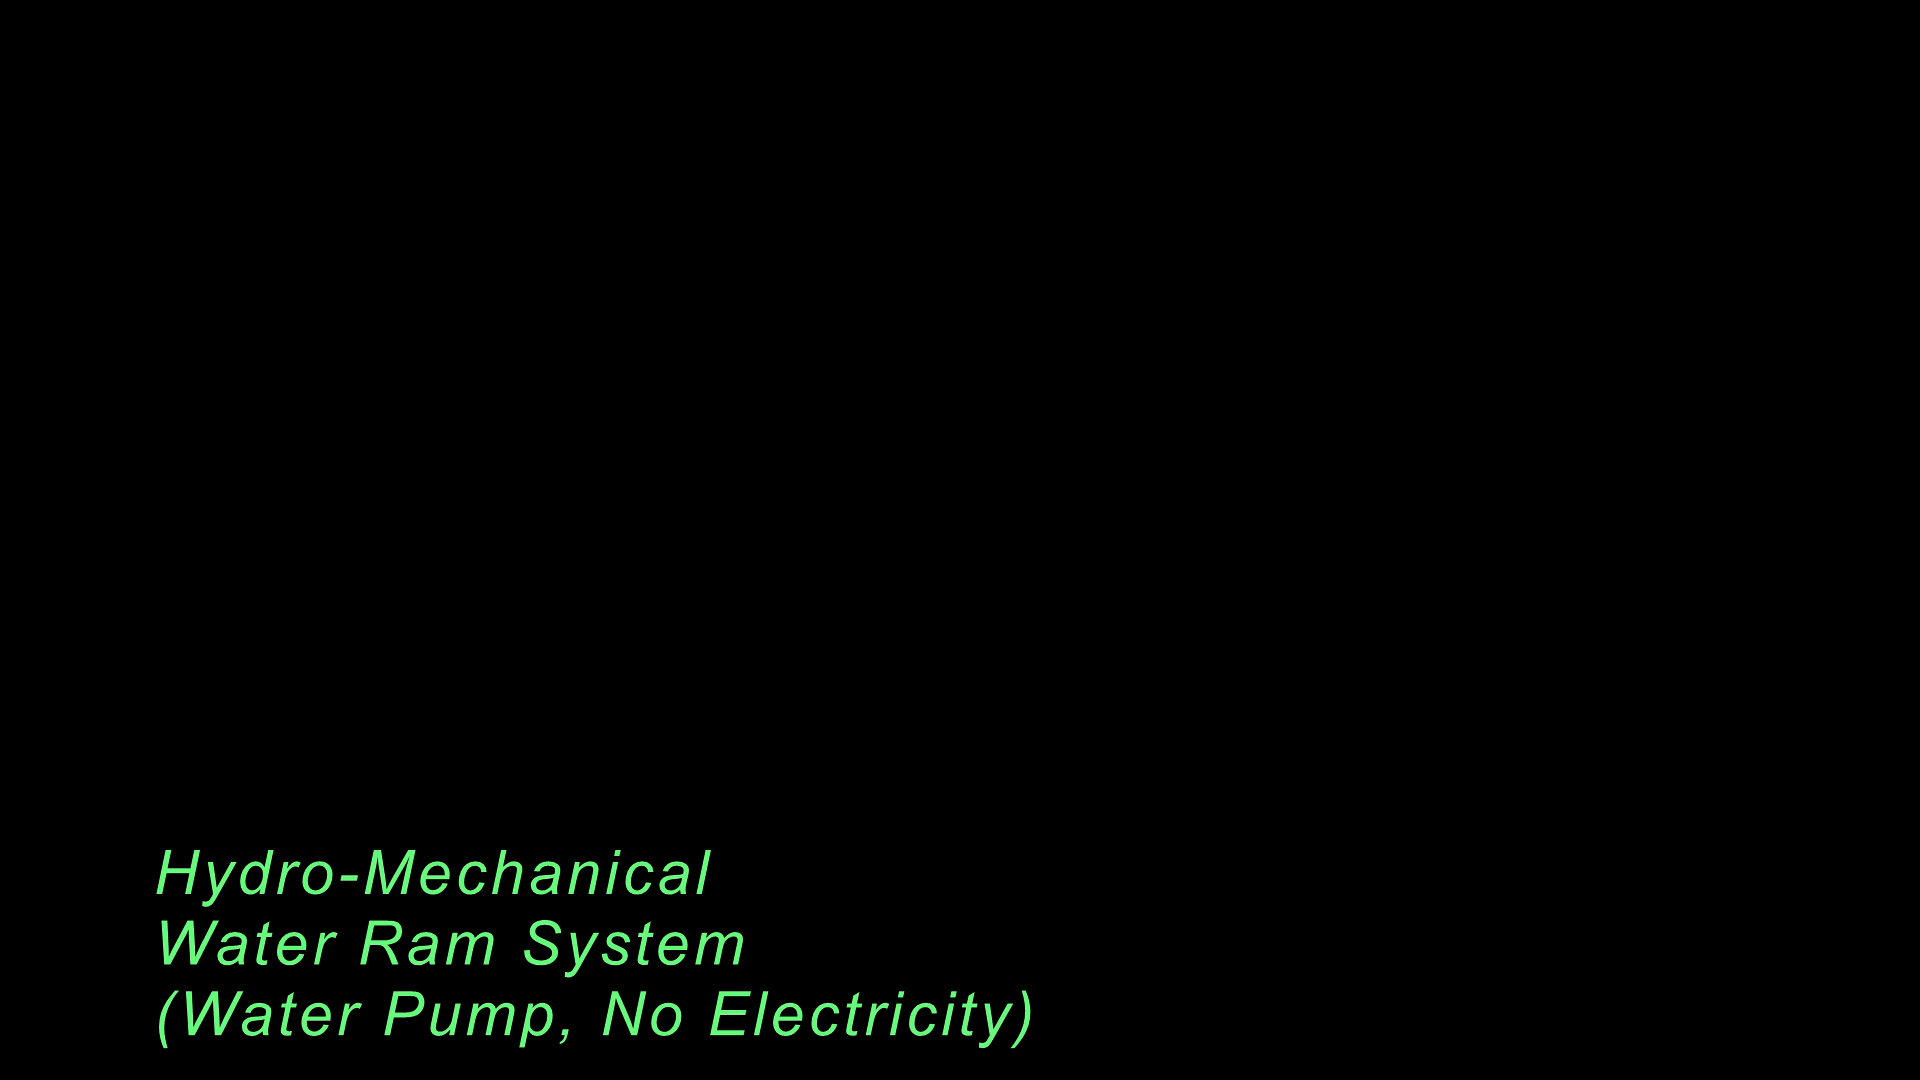 Hydro-Mechanical
Water Ram System
(Water Pump, No Electricity)